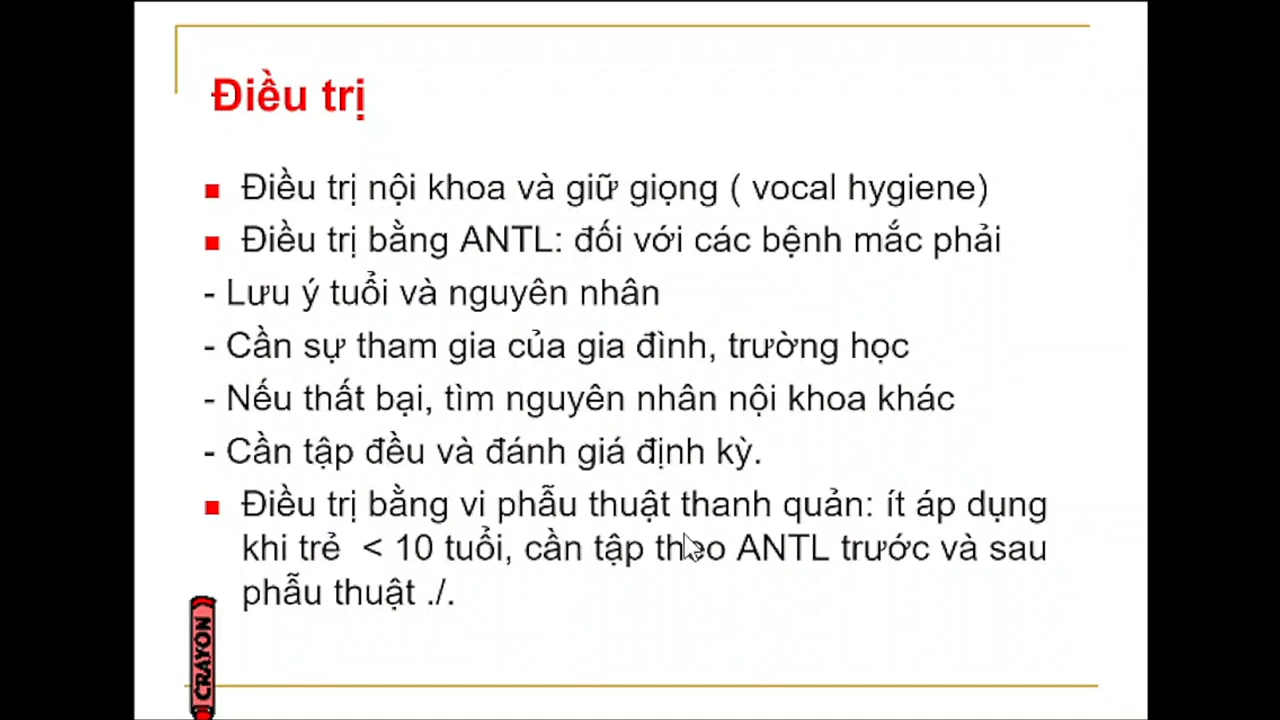 Điều trị
Điều trị nội khoa và giữ giọng ( vocal hygiene)
Điều trị bằng ANTL: đối với các bệnh mắc phải
- Lưu ý tuổi và nguyên nhân
- Cần sự tham gia của gia đình, trường học
- Nếu thất bại, tìm nguyên nhân nội khoa khác
- Cần tập đều và đánh giá định kỳ.
Điều trị bằng vi phẫu thuật thanh quản: ít áp dụng
khi trẻ < 10 tuổi, cần tập theo ANTL trước và sau
phẫu thuật ./.
CRAYON